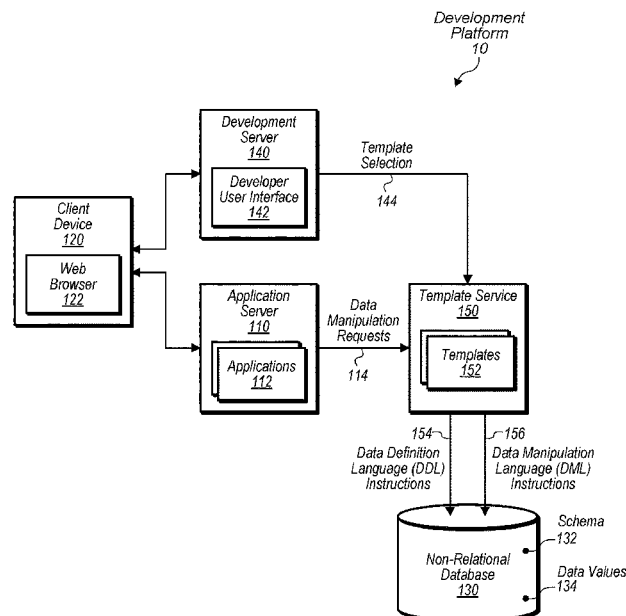 Development
Platform
10
Development
Server
140
Developer
User Interface
142
Template
Selection
144
Client
Device
120
Web
Browser
122
Application
Server
110
Applications
112
Data
Manipulation
Requests
114
Template Service
150
Templates
152
154
Data Definition
Language (DDL)
Instructions
156
Data Manipulation
Language (DML)
Instructions
Non-Relational
Database
130
Schema
132
Data Values
134